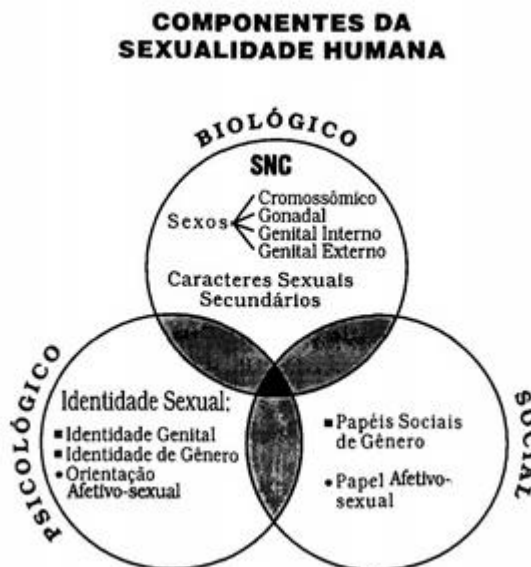 COMPONENTES DA
SEXUALIDADE HUMANA
BIOLÓGICO
SNC
Sexos
Cromossômico
Gonadal
Genital Interno
Genital Externo
Caracteres Sexuais
Secundários
PSICOLÓGICO
Identidade Sexual:
Identidade Genital
Identidade de Gênero
Orientação
Afetivo-sexual
SOCIAL
Papéis Sociais
de Gênero
Papel Afetivo-
sexual